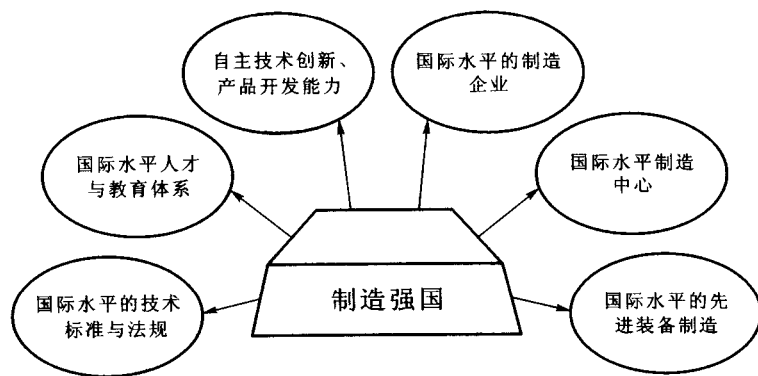 自主技术创新、
产品开发能力
国际水平的制造
企业
国际水平人才
与教育体系
国际水平制造
中心
制造强国
国际水平的技术
标准与法规
国际水平的先
进装备制造